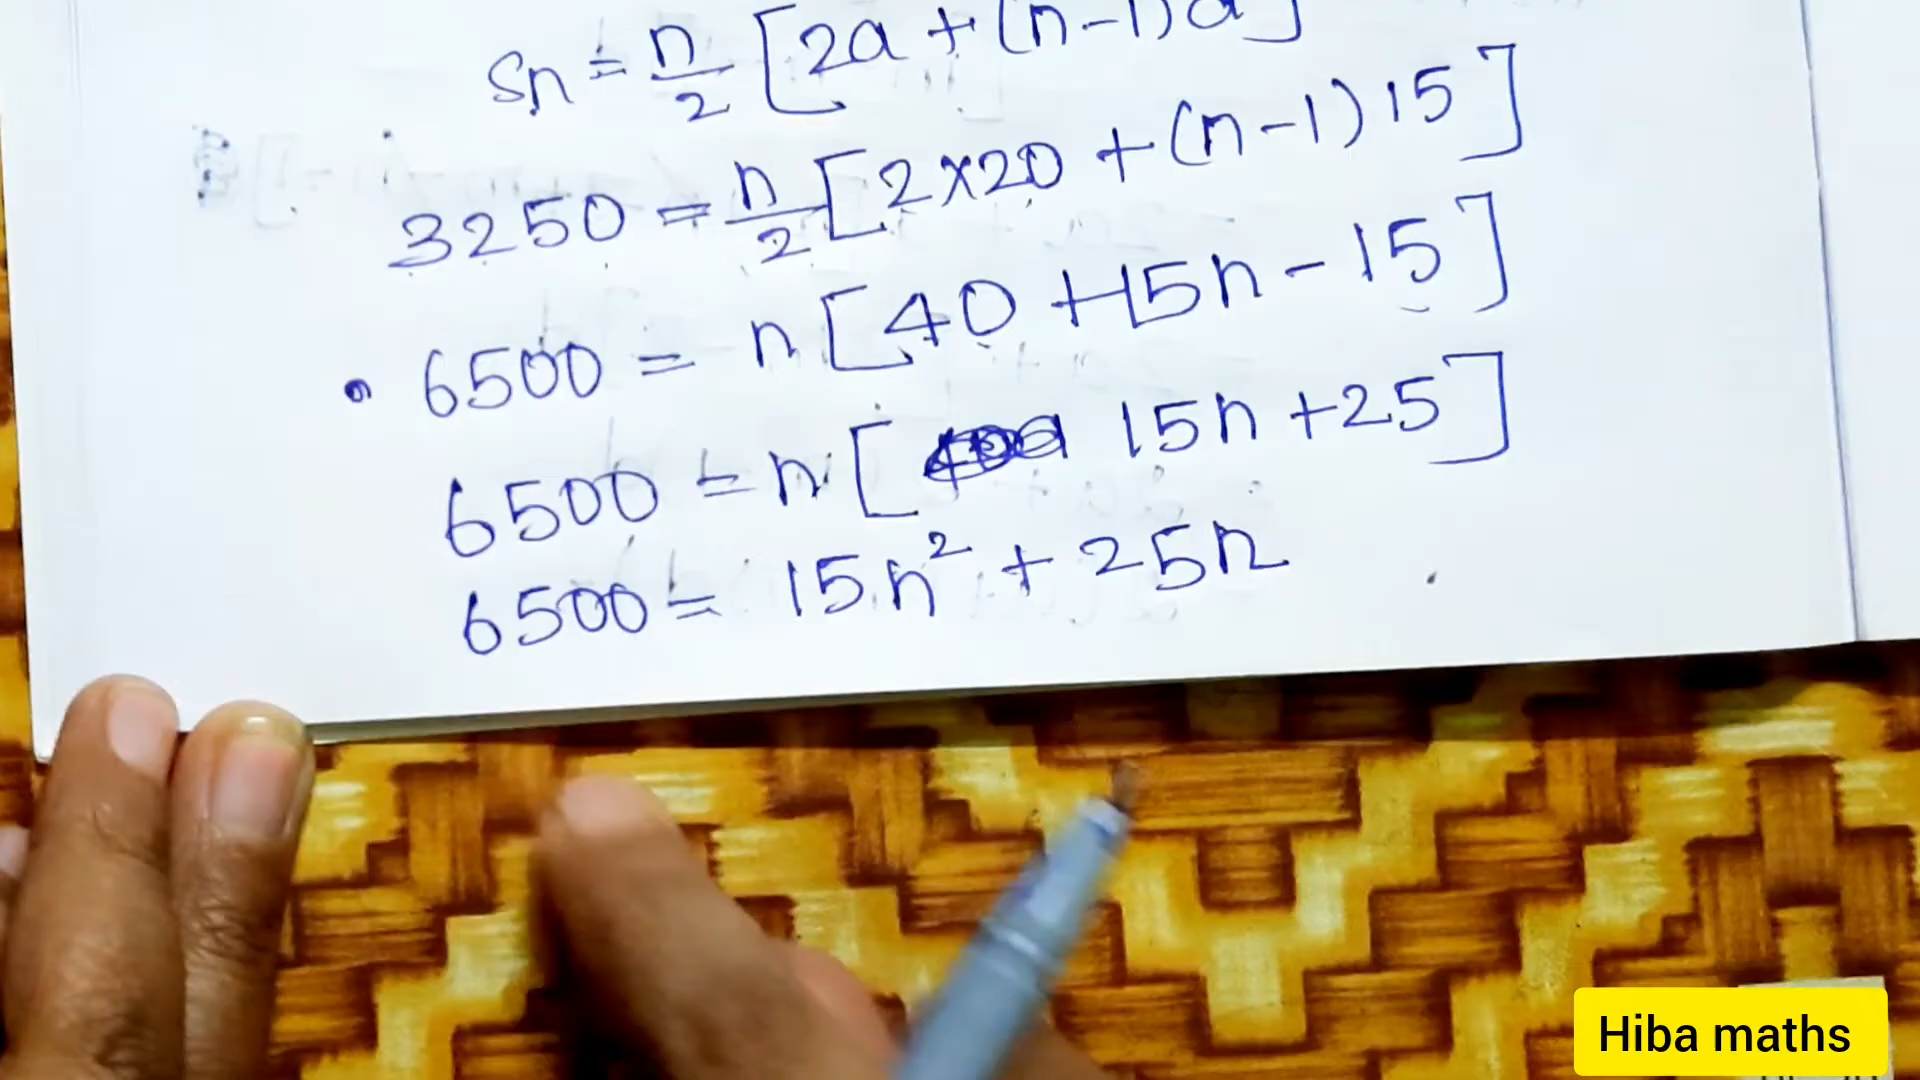 Sn = n/2 [2a + (n-1)d]
3250 = n/2 [2×20 + (n-1)15]
• 6500 = n[40 + 15n - 15]
6500 = n[ 15n + 25]
6500 = 15n² + 25n
Hiba maths